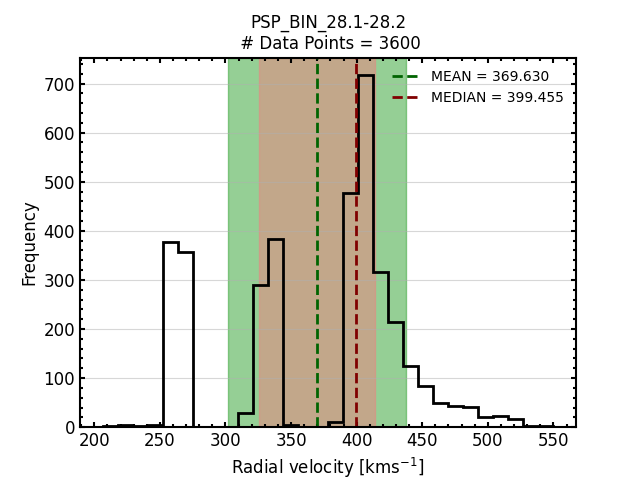 PSP_BIN_28.1-28.2
# Data Points = 3600
MEAN = 369.630
MEDIAN = 399.455
Frequency
700
600
500
400
300
200
100
0
200 250 300 350 400 450 500 550
Radial velocity [kms⁻¹]